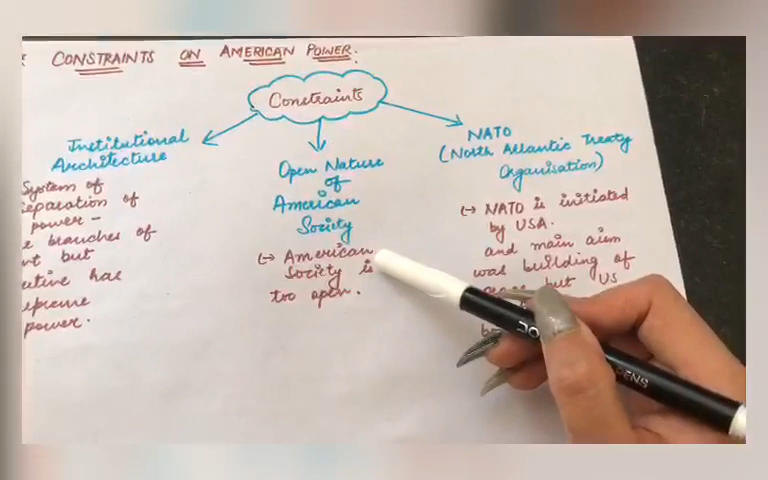 CONSTRAINTS ON AMERICAN POWER:
Constraints
Institutional
Architecture
System of
separation of
power -
branches of
but
has
supreme
power.
Open Nature
of
American
Society
↦ American
Society is
too open.
NATO
(North Atlantic Treaty
Organisation)
↦ NATO is initiated
by USA.
and main aim
was building of
but US
PENS